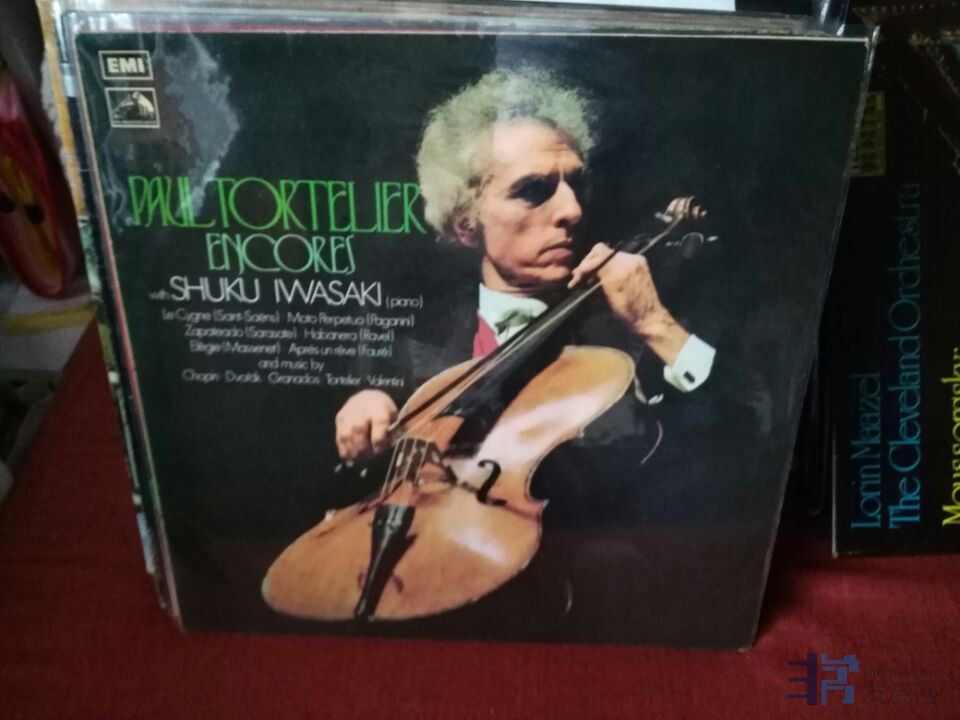 EMI
PAUL TORTELIER
ENCORES
with SHUKU IWASAKI (piano)
Le Cygne (Saint-Saëns) · Moto Perpetuo (Paganini)
Zapateado (Sarasate) · Habanera (Ravel)
Elégie (Massenet) · Après un rêve (Fauré)
and music by
Chopin · Dvořák · Granados · Tortelier · Valentini
Lorin Maazel
The Cleveland Orchestra